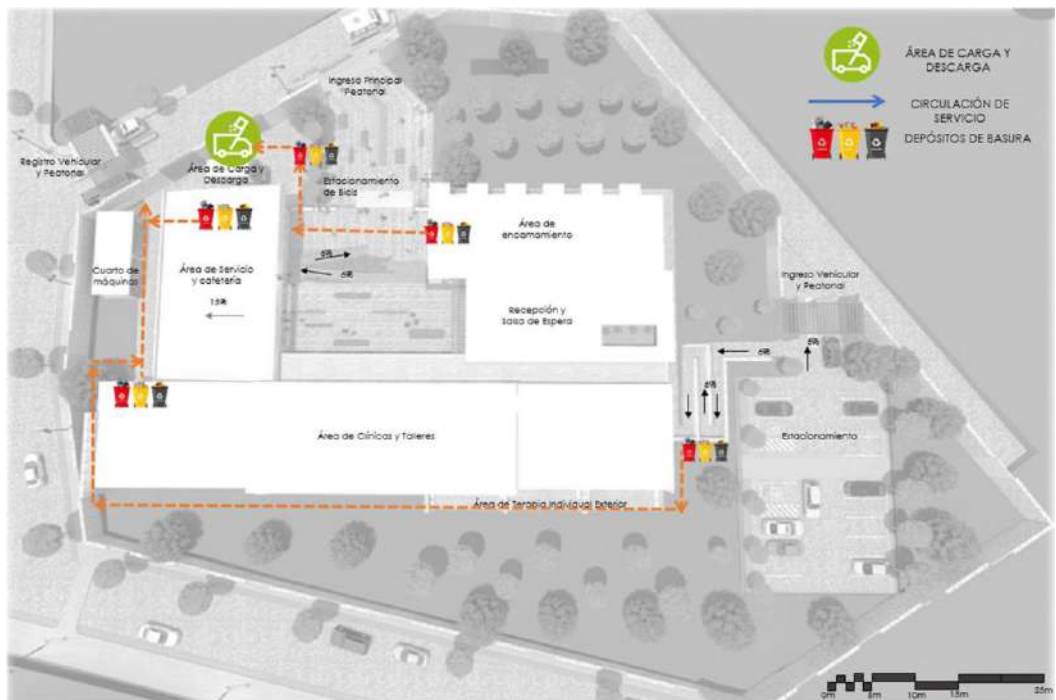 ÁREA DE CARGA Y
DESCARGA
CIRCULACIÓN DE
SERVICIO
DEPÓSITOS DE BASURA
Ingreso Principal
Peatonal
Registro Vehicular
y Peatonal
Área de Carga y
Descarga
Estacionamiento
de Bicis
Área de
encamamiento
Cuarto de
máquinas
Área de Servicio
y cafetería
6%
6%
15%
Ingreso Vehicular
y Peatonal
Recepción y
Salsa de Espera
6%
6%
6%
Área de Clínicas y Talleres
Estacionamiento
Área de Terapia Individual Exterior
0m
5m
10m
15m
25m